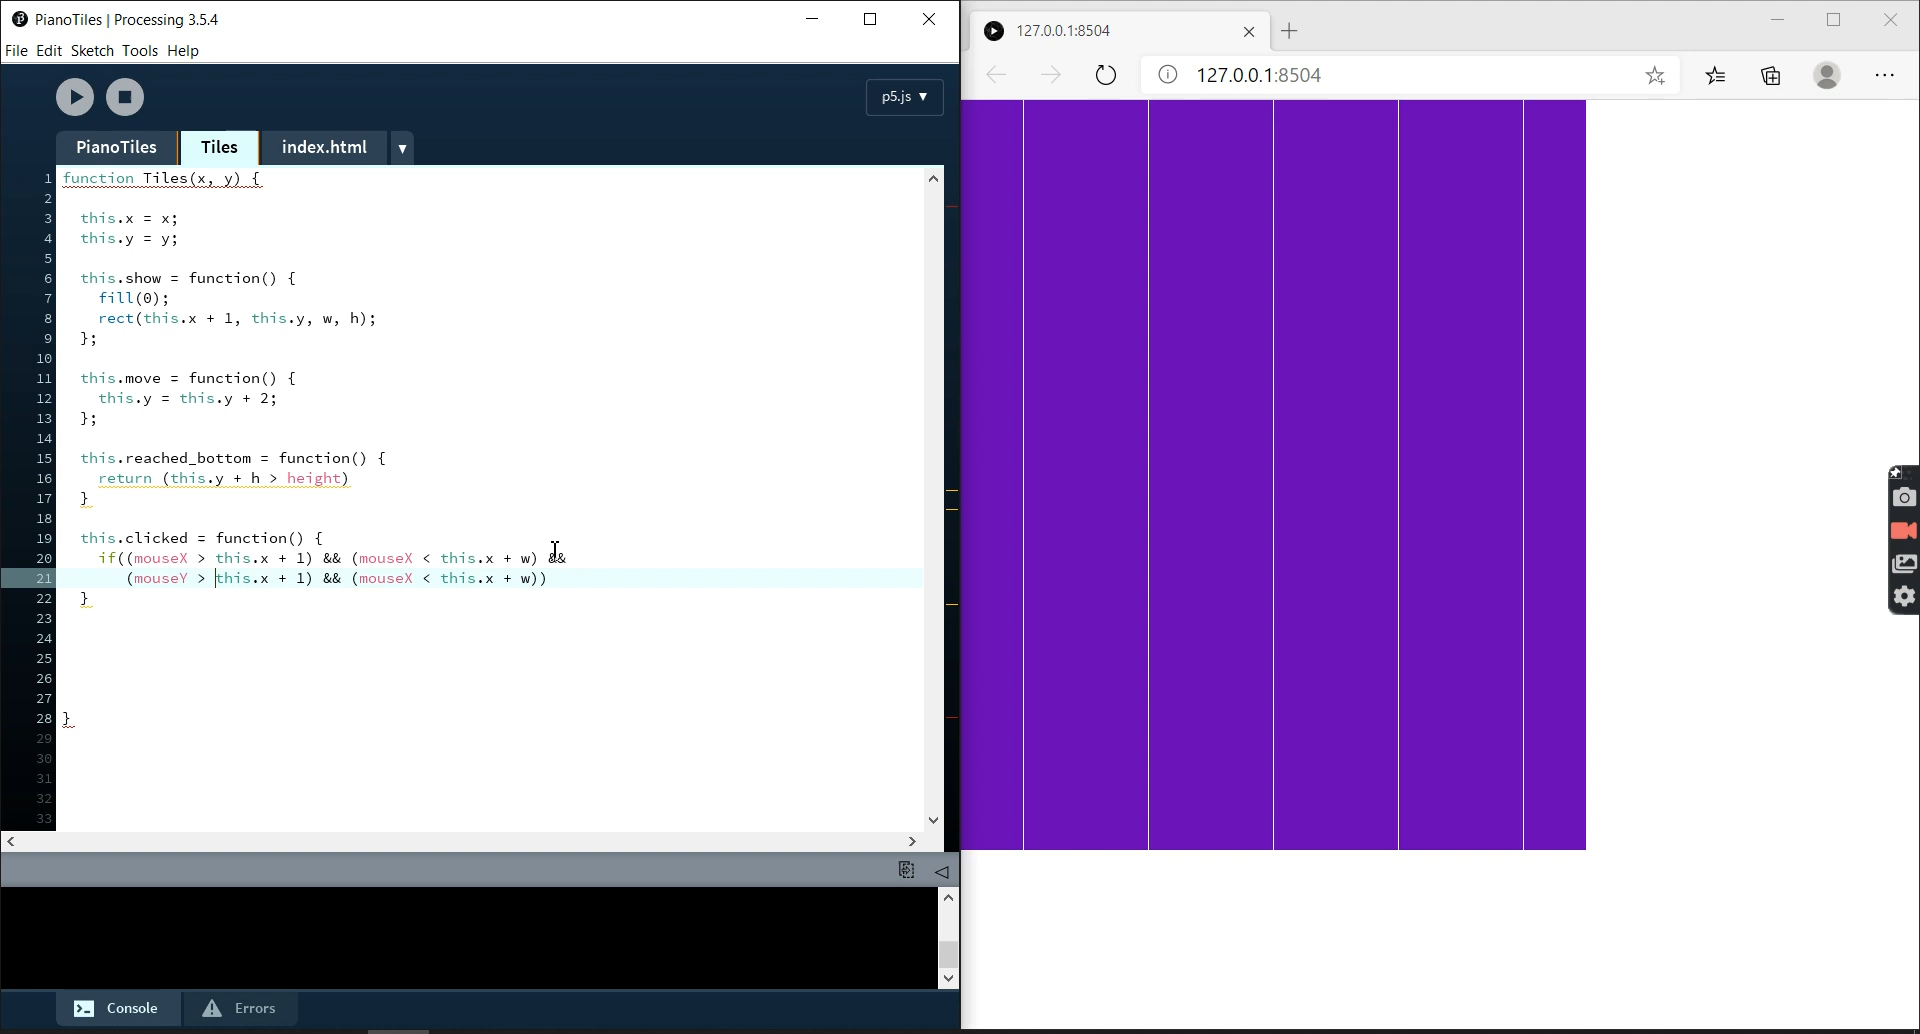 PianoTiles | Processing 3.5.4
File Edit Sketch Tools Help
p5.js ▼
PianoTiles Tiles index.html ▼
1 function Tiles(x, y) {
2
3 this.x = x;
4 this.y = y;
5
6 this.show = function() {
7 fill(0);
8 rect(this.x + 1, this.y, w, h);
9 };
10
11 this.move = function() {
12 this.y = this.y + 2;
13 };
14
15 this.reached_bottom = function() {
16 return (this.y + h > height)
17 }
18
19 this.clicked = function() {
20 if((mouseX > this.x + 1) && (mouseX < this.x + w) &&
21 (mouseY > this.x + 1) && (mouseX < this.x + w))
22 }
23
24
25
26
27
28 }
29
30
31
32
33
Console Errors
127.0.0.1:8504
127.0.0.1:8504